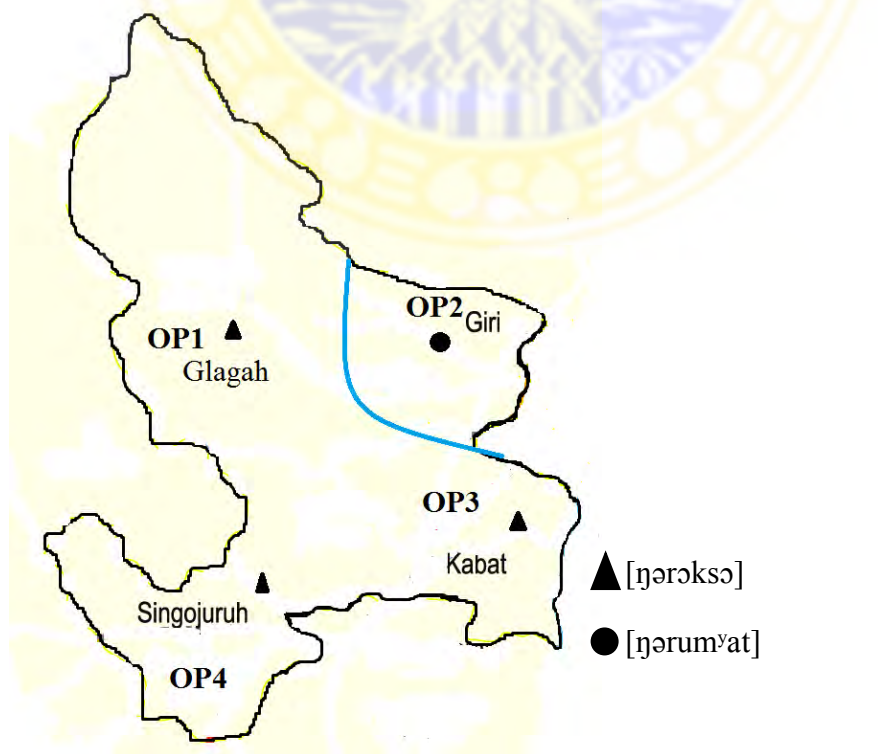 OP2 Giri
OP1
Glagah
OP3
Kabat
[ŋərɔksɔ]
Singojuruh
[ŋərumʸat]
OP4